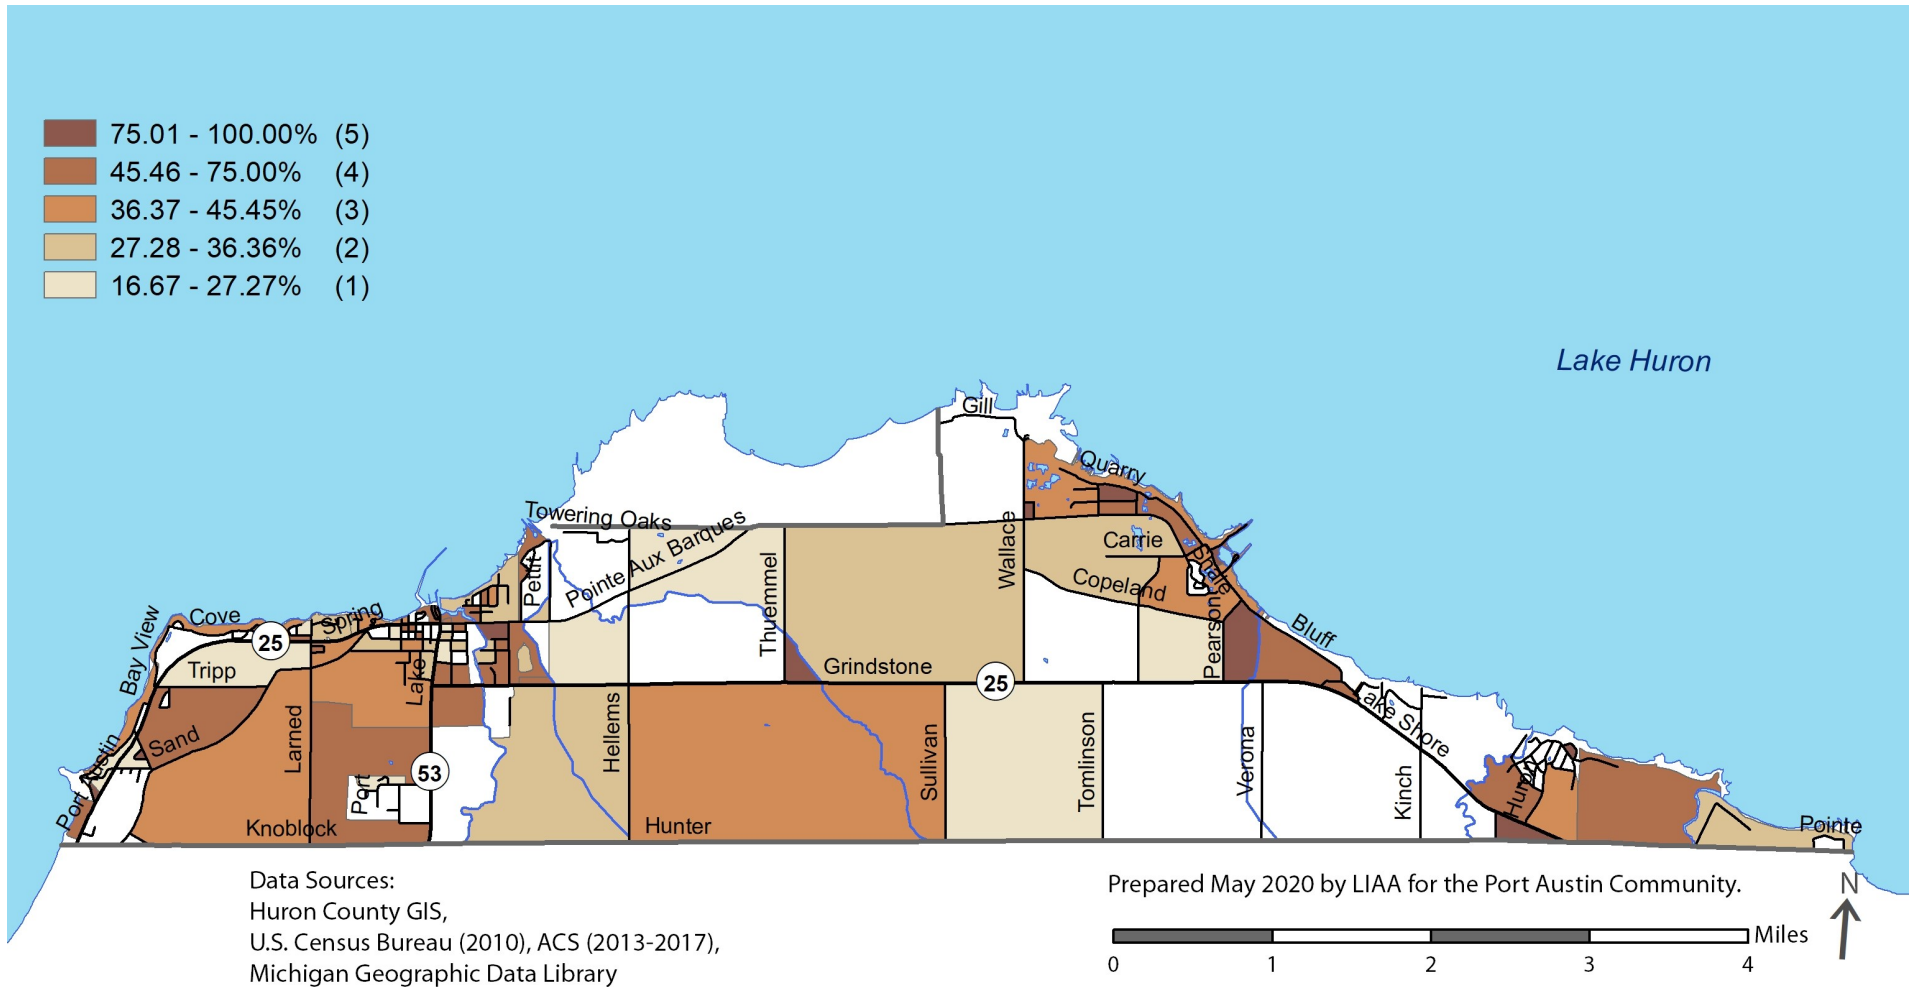 75.01 - 100.00% (5)
45.46 - 75.00% (4)
36.37 - 45.45% (3)
27.28 - 36.36% (2)
16.67 - 27.27% (1)
Lake Huron
Gill
Quarry
Towering Oaks
Pointe Aux Barques
Wallace
Carrie
Copeland
Shale
Pearson
Bluff
Thuemmel
Pettit
Cove
Spring
25
Bay View
Tripp
Lake
Grindstone
25
Lake Shore
Sand
Larned
Hellems
Sullivan
Tomlinson
Verona
Kinch
Huron
Port Austin
Port
53
Knoblock
Hunter
Pointe
Data Sources:
Huron County GIS,
U.S. Census Bureau (2010), ACS (2013-2017),
Michigan Geographic Data Library
Prepared May 2020 by LIAA for the Port Austin Community.
N
Miles
0 1 2 3 4